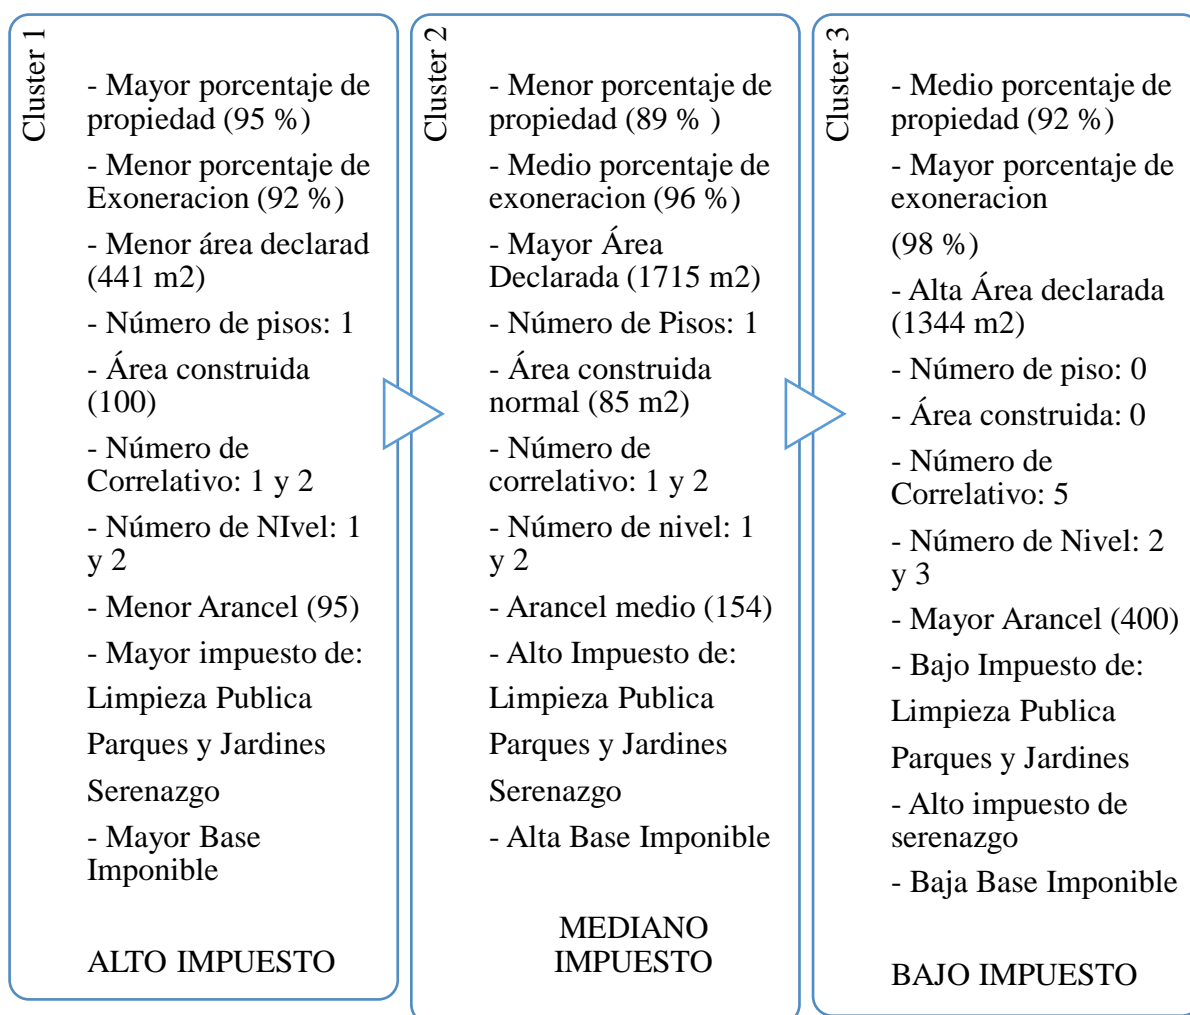 Cluster 1
- Mayor porcentaje de
propiedad (95 %)
- Menor porcentaje de
Exoneracion (92 %)
- Menor área declarad
(441 m2)
- Número de pisos: 1
- Área construida
(100)
- Número de
Correlativo: 1 y 2
- Número de NIvel: 1
y 2
- Menor Arancel (95)
- Mayor impuesto de:
Limpieza Publica
Parques y Jardines
Serenazgo
- Mayor Base
Imponible
ALTO IMPUESTO
Cluster 2
- Menor porcentaje de
propiedad (89 % )
- Medio porcentaje de
exoneracion (96 %)
- Mayor Área
Declarada (1715 m2)
- Número de Pisos: 1
- Área construida
normal (85 m2)
- Número de
correlativo: 1 y 2
- Número de nivel: 1
y 2
- Arancel medio (154)
- Alto Impuesto de:
Limpieza Publica
Parques y Jardines
Serenazgo
- Alta Base Imponible
MEDIANO
IMPUESTO
Cluster 3
- Medio porcentaje de
propiedad (92 %)
- Mayor porcentaje de
exoneracion
(98 %)
- Alta Área declarada
(1344 m2)
- Número de piso: 0
- Área construida: 0
- Número de
Correlativo: 5
- Número de Nivel: 2
y 3
- Mayor Arancel (400)
- Bajo Impuesto de:
Limpieza Publica
Parques y Jardines
- Alto impuesto de
serenazgo
- Baja Base Imponible
BAJO IMPUESTO